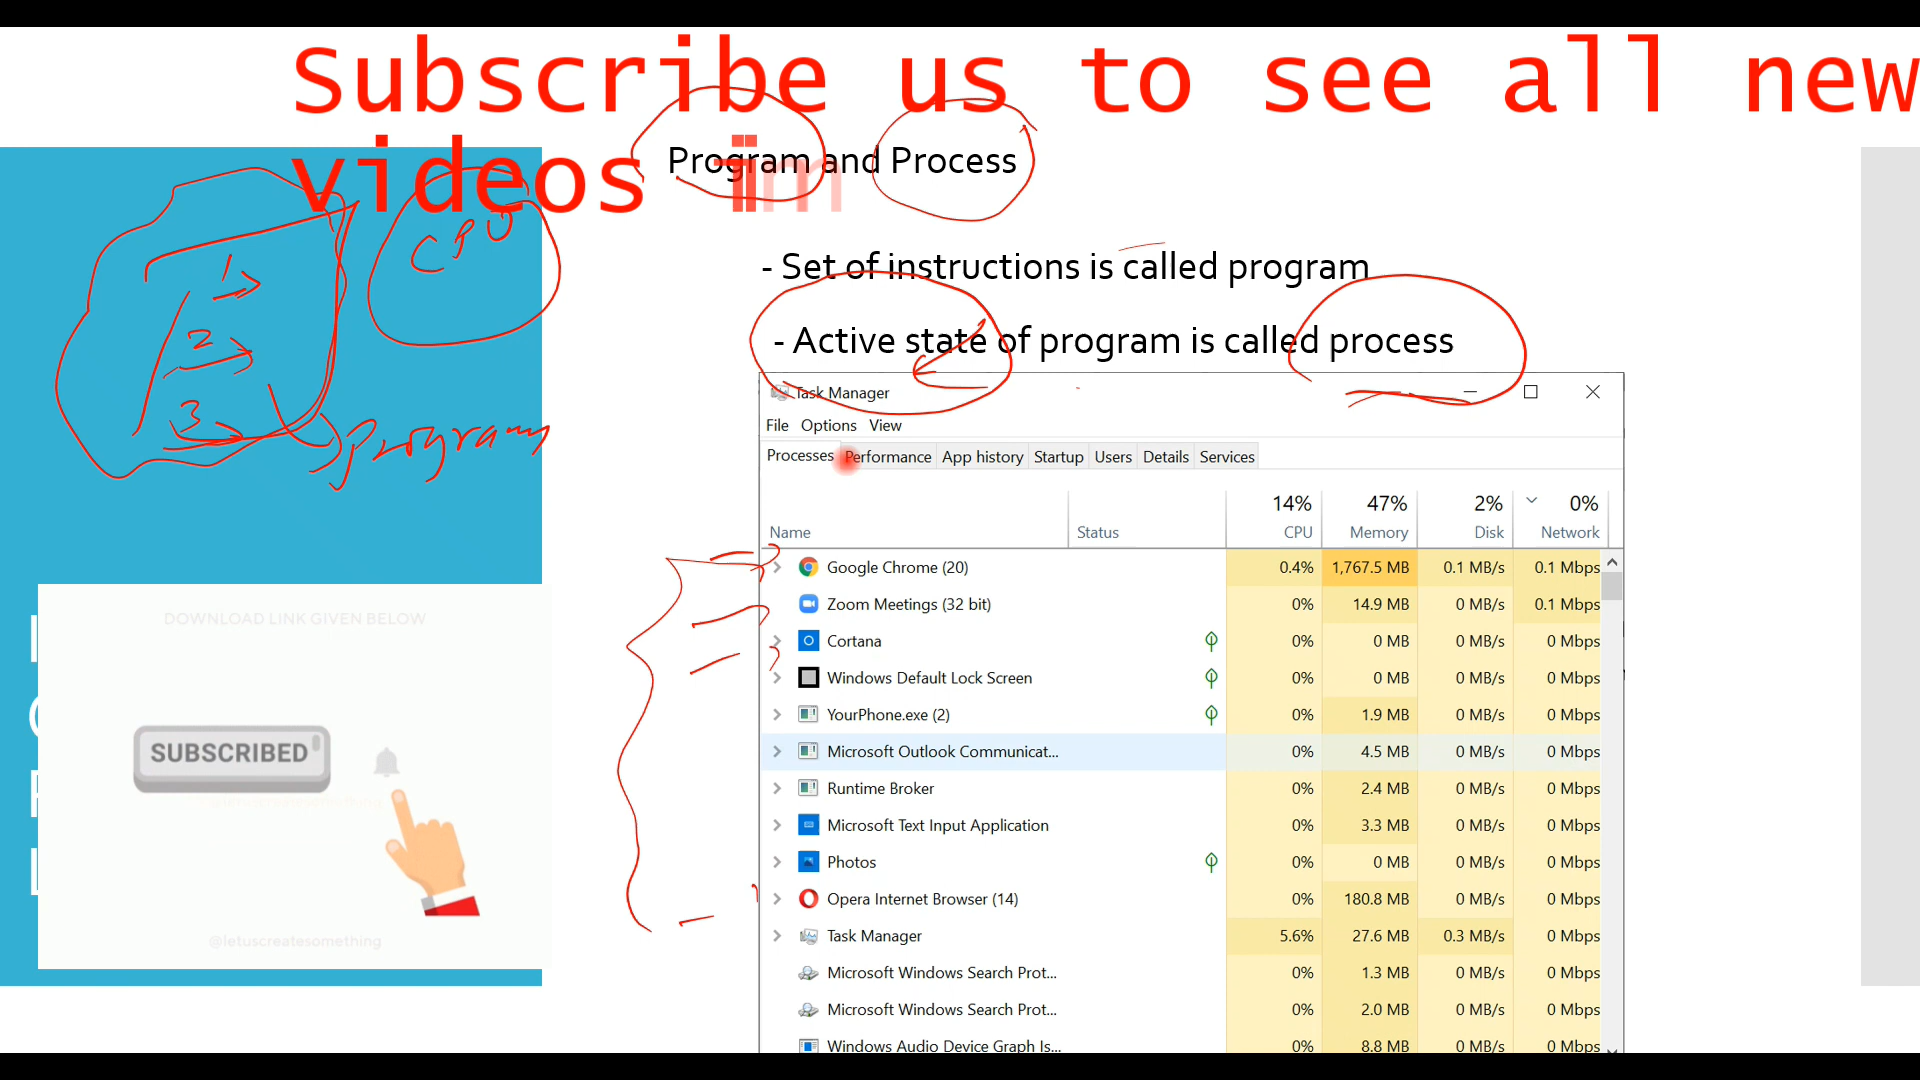 Subscribe us to see all new
videos
Program and Process
- Set of instructions is called program
- Active state of program is called process
CPU
1
2
3
Program
Task Manager
File Options View
Processes Performance App history Startup Users Details Services
14% 47% 2% 0%
Name Status CPU Memory Disk Network
Google Chrome (20) 0.4% 1,767.5 MB 0.1 MB/s 0.1 Mbps
Zoom Meetings (32 bit) 0% 14.9 MB 0 MB/s 0.1 Mbps
Cortana 0% 0 MB 0 MB/s 0 Mbps
Windows Default Lock Screen 0% 0 MB 0 MB/s 0 Mbps
YourPhone.exe (2) 0% 1.9 MB 0 MB/s 0 Mbps
Microsoft Outlook Communicat... 0% 4.5 MB 0 MB/s 0 Mbps
Runtime Broker 0% 2.4 MB 0 MB/s 0 Mbps
Microsoft Text Input Application 0% 3.3 MB 0 MB/s 0 Mbps
Photos 0% 0 MB 0 MB/s 0 Mbps
Opera Internet Browser (14) 0% 180.8 MB 0 MB/s 0 Mbps
Task Manager 5.6% 27.6 MB 0.3 MB/s 0 Mbps
Microsoft Windows Search Prot... 0% 1.3 MB 0 MB/s 0 Mbps
Microsoft Windows Search Prot... 0% 2.0 MB 0 MB/s 0 Mbps
Windows Audio Device Graph Is... 0% 8.8 MB 0 MB/s 0 Mbps
DOWNLOAD LINK GIVEN BELOW
SUBSCRIBED
@letuscreatesomething